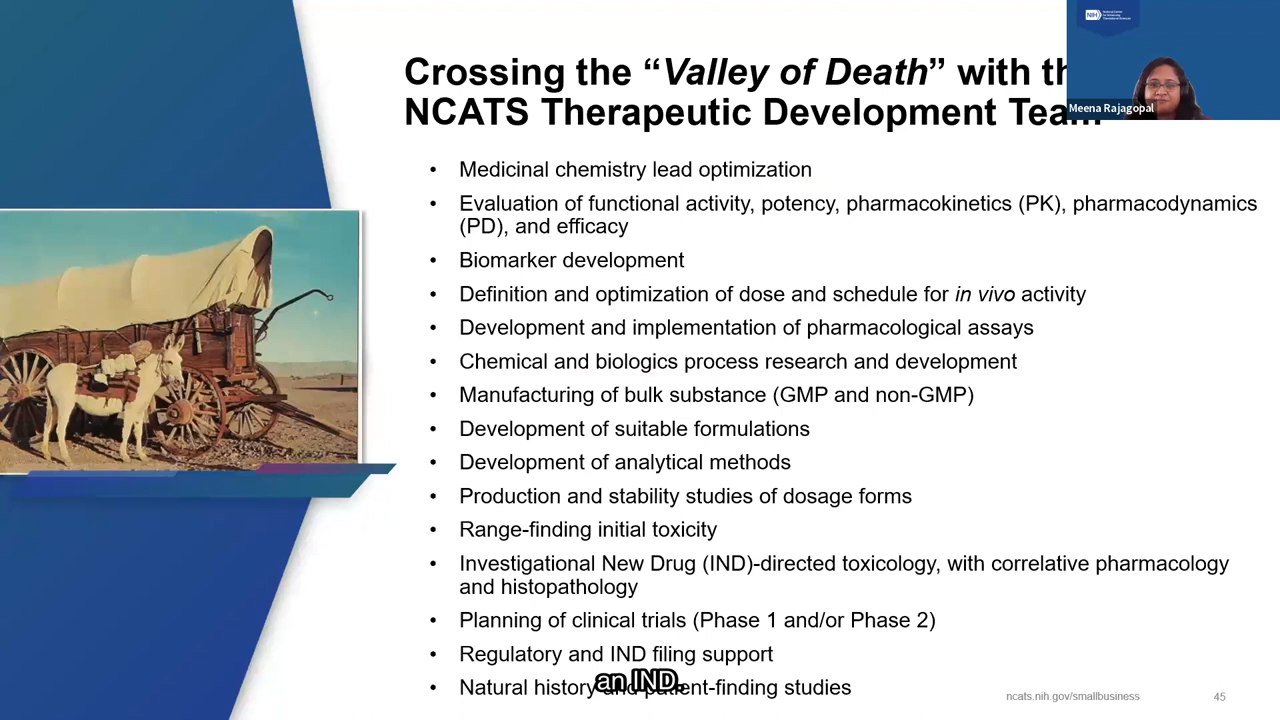 Crossing the “Valley of Death” with th
NCATS Therapeutic Development Team
NIH
Meena Rajagopal
• Medicinal chemistry lead optimization
• Evaluation of functional activity, potency, pharmacokinetics (PK), pharmacodynamics
(PD), and efficacy
• Biomarker development
• Definition and optimization of dose and schedule for in vivo activity
• Development and implementation of pharmacological assays
• Chemical and biologics process research and development
• Manufacturing of bulk substance (GMP and non-GMP)
• Development of suitable formulations
• Development of analytical methods
• Production and stability studies of dosage forms
• Range-finding initial toxicity
• Investigational New Drug (IND)-directed toxicology, with correlative pharmacology
and histopathology
• Planning of clinical trials (Phase 1 and/or Phase 2)
• Regulatory and IND filing support
• Natural history and patient-finding studies
an IND.
ncats.nih.gov/smallbusiness
45